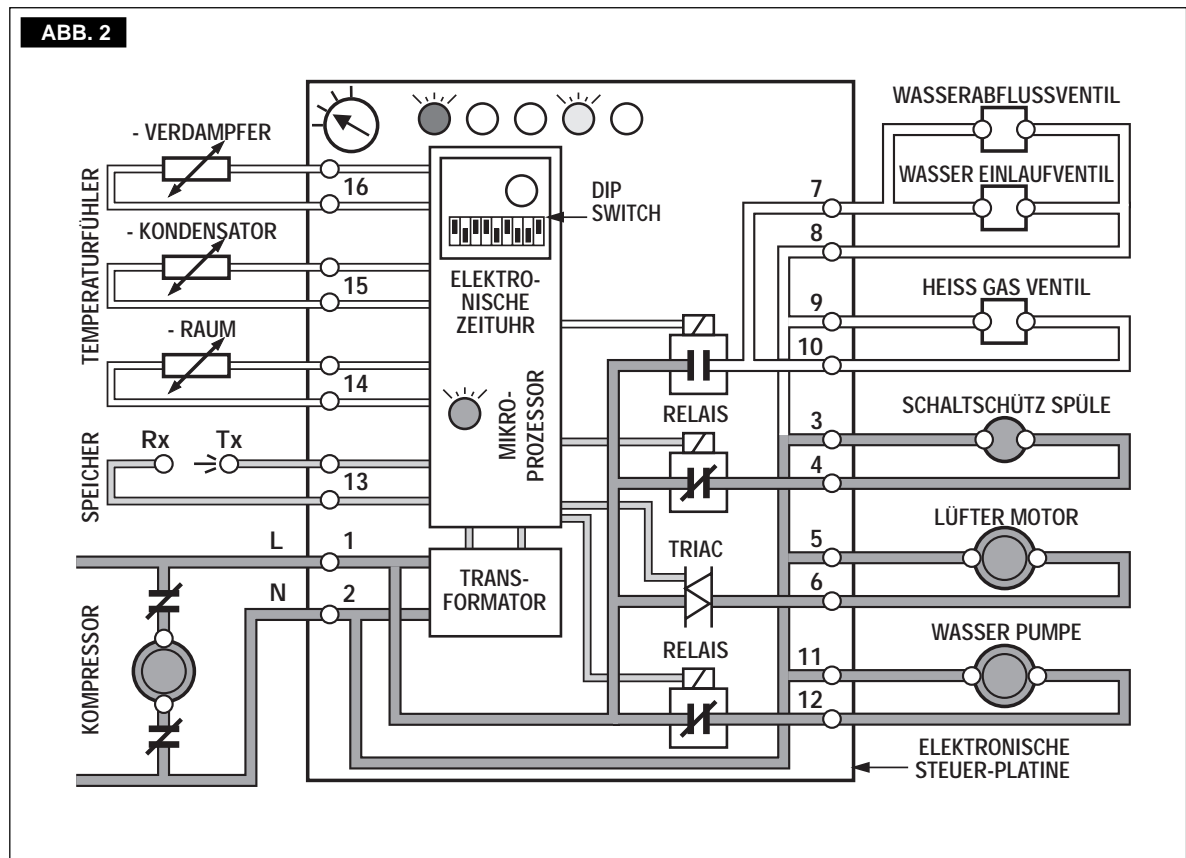 ABB. 2
- VERDAMPFER
16
- KONDENSATOR
15
- RAUM
14
TEMPERATURFÜHLER
Rx
Tx
13
SPEICHER
L
1
N
2
KOMPRESSOR
DIP
SWITCH
ELEKTRO-
NISCHE
ZEITUHR
MIKRO-
PROZESSOR
TRANS-
FORMATOR
RELAIS
TRIAC
RELAIS
WASSERABFLUSSVENTIL
WASSER EINLAUFVENTIL
7
8
HEISS GAS VENTIL
9
10
SCHALTSCHÜTZ SPÜLE
3
4
LÜFTER MOTOR
5
6
WASSER PUMPE
11
12
ELEKTRONISCHE
STEUER-PLATINE